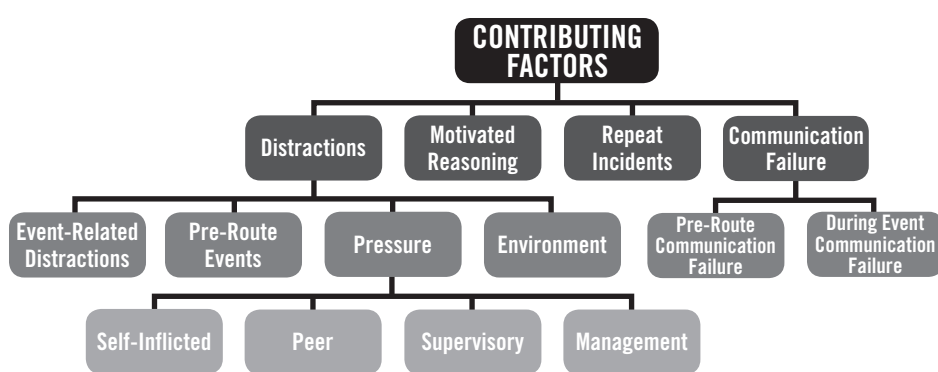 CONTRIBUTING
FACTORS
Distractions
Motivated
Reasoning
Repeat
Incidents
Communication
Failure
Event-Related
Distractions
Pre-Route
Events
Pressure
Environment
Pre-Route
Communication
Failure
During Event
Communication
Failure
Self-Inflicted
Peer
Supervisory
Management